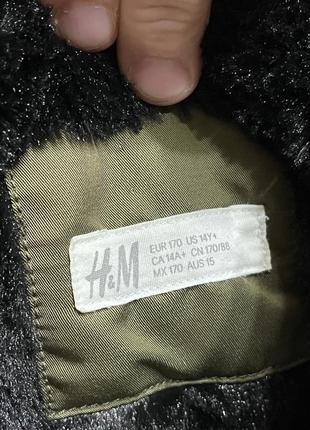 H&M
EUR 170 US 14Y+
CA 14A+ CN 170/88
MX 170 AUS 15